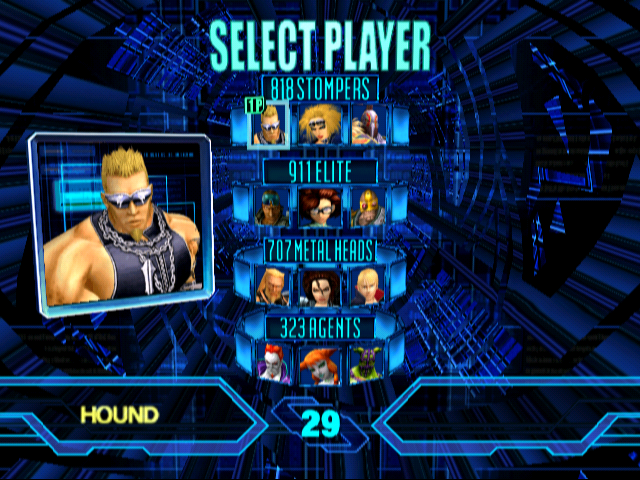 SELECT PLAYER
818 STOMPERS
1P
911 ELITE
707 METAL HEADS
323 AGENTS
HOUND
29